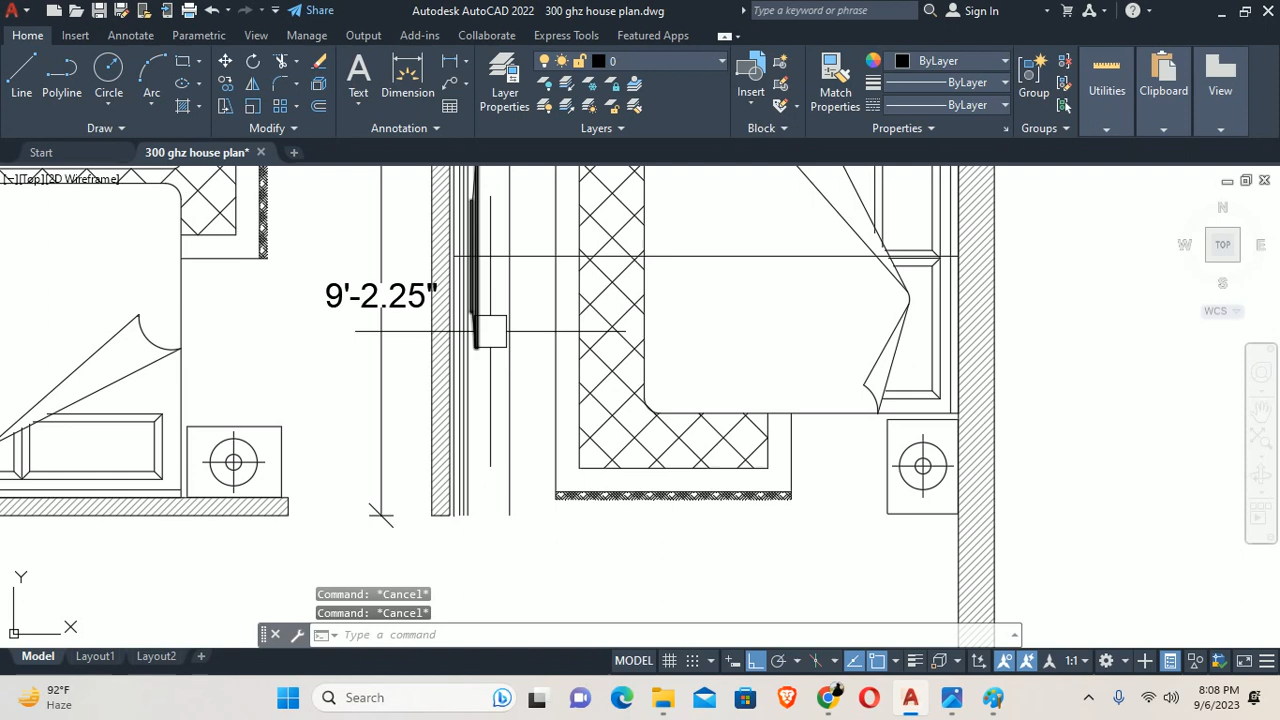 Share
Autodesk AutoCAD 2022 300 ghz house plan.dwg
Type a keyword or phrase
Sign In
Home Insert Annotate Parametric View Manage Output Add-ins Collaborate Express Tools Featured Apps
Line
Polyline
Circle
Arc
Draw
Modify
Text
Dimension
Annotation
Layer
Properties
0
Layers
Insert
Block
Match
Properties
ByLayer
ByLayer
ByLayer
Properties
Group
Groups
Utilities
Clipboard
View
Start
300 ghz house plan*
[−][Top][2D Wireframe]
N
W
TOP
E
S
WCS
9'-2.25"
Y
X
Command: *Cancel*
Command: *Cancel*
Type a command
Model Layout1 Layout2
MODEL
1:1
92°F
Haze
Search
8:08 PM
9/6/2023